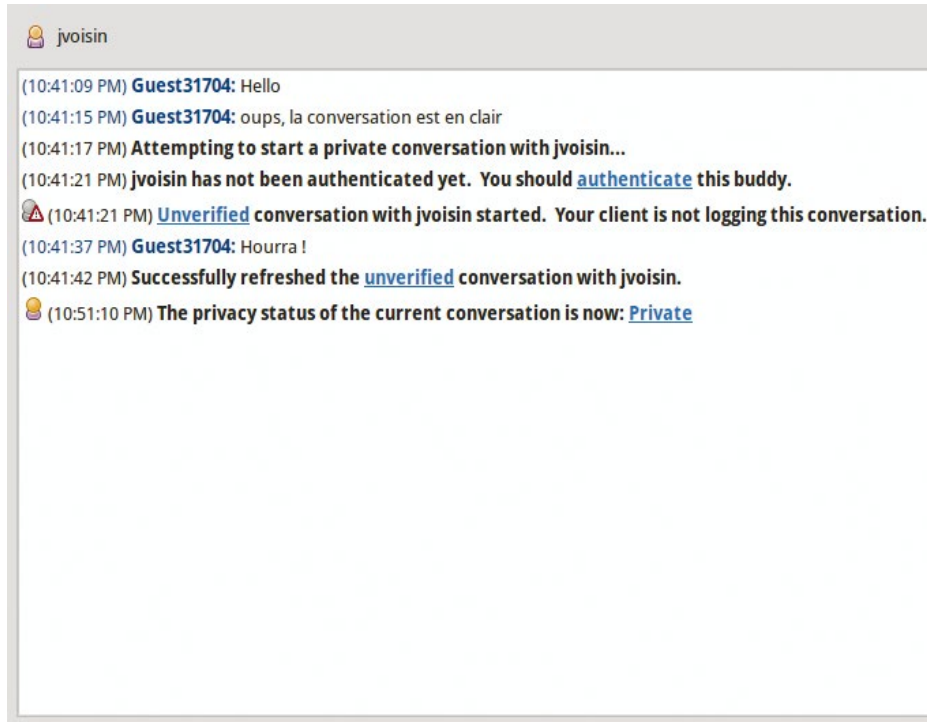 jvoisin
(10:41:09 PM) Guest31704: Hello
(10:41:15 PM) Guest31704: oups, la conversation est en clair
(10:41:17 PM) Attempting to start a private conversation with jvoisin...
(10:41:21 PM) jvoisin has not been authenticated yet.  You should authenticate this buddy.
(10:41:21 PM) Unverified conversation with jvoisin started.  Your client is not logging this conversation.
(10:41:37 PM) Guest31704: Hourra !
(10:41:42 PM) Successfully refreshed the unverified conversation with jvoisin.
(10:51:10 PM) The privacy status of the current conversation is now: Private